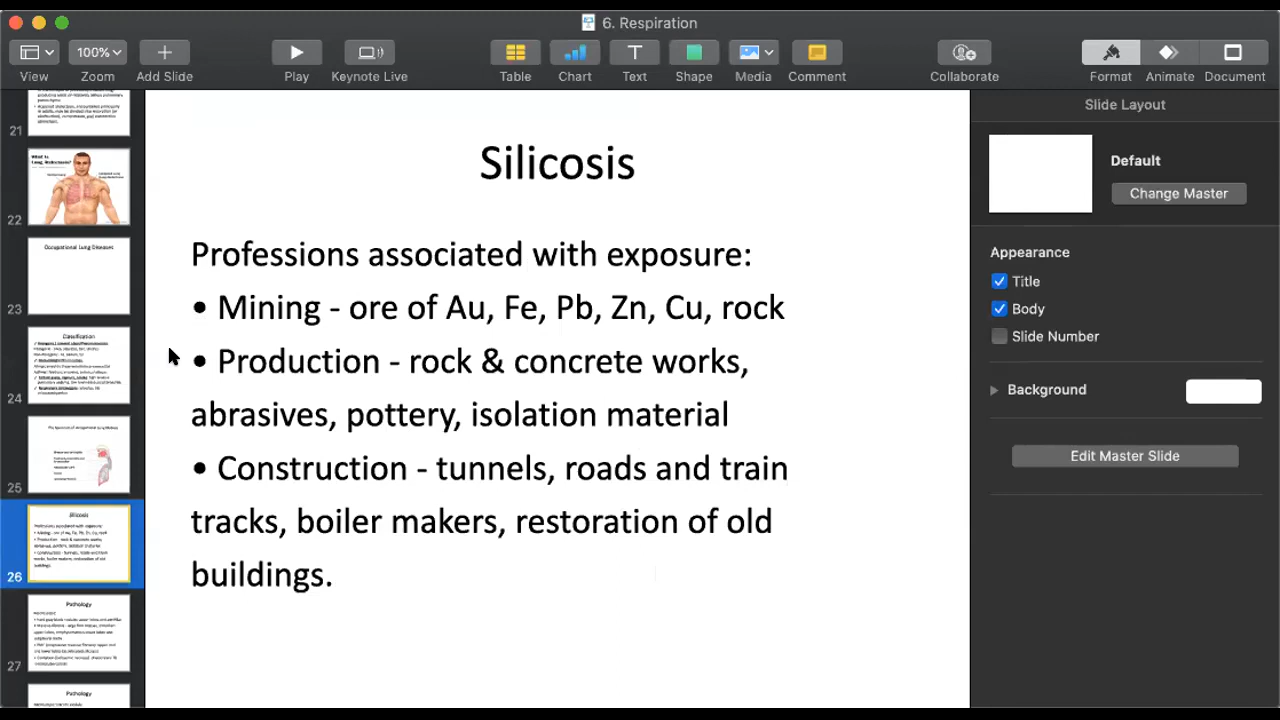 6. Respiration
100%
View
Zoom
Add Slide
Play
Keynote Live
Table
Chart
Text
Shape
Media
Comment
Collaborate
Format
Animate
Document
21
22
What Is
23
Occupational Lung Diseases
24
Classification
25
26
Silicosis
27
Pathology
Pathology
Silicosis
Professions associated with exposure:
• Mining - ore of Au, Fe, Pb, Zn, Cu, rock
• Production - rock & concrete works,
abrasives, pottery, isolation material
• Construction - tunnels, roads and train
tracks, boiler makers, restoration of old
buildings.
Slide Layout
Default
Change Master
Appearance
Title
Body
Slide Number
Background
Edit Master Slide